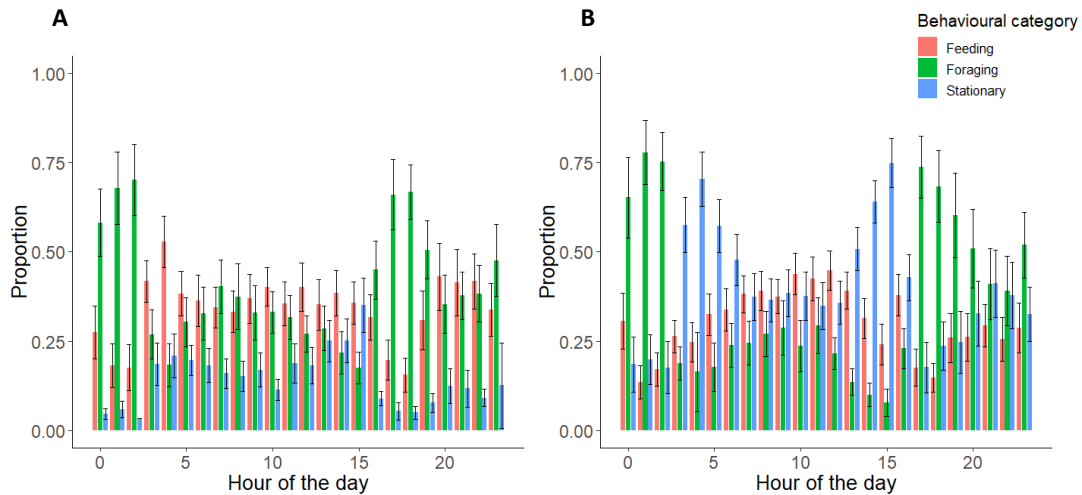 A
B
Behavioural category
Feeding
Foraging
Stationary
1.00
0.75
0.50
0.25
0.00
Proportion
0 5 10 15 20
Hour of the day
1.00
0.75
0.50
0.25
0.00
Proportion
0 5 10 15 20
Hour of the day